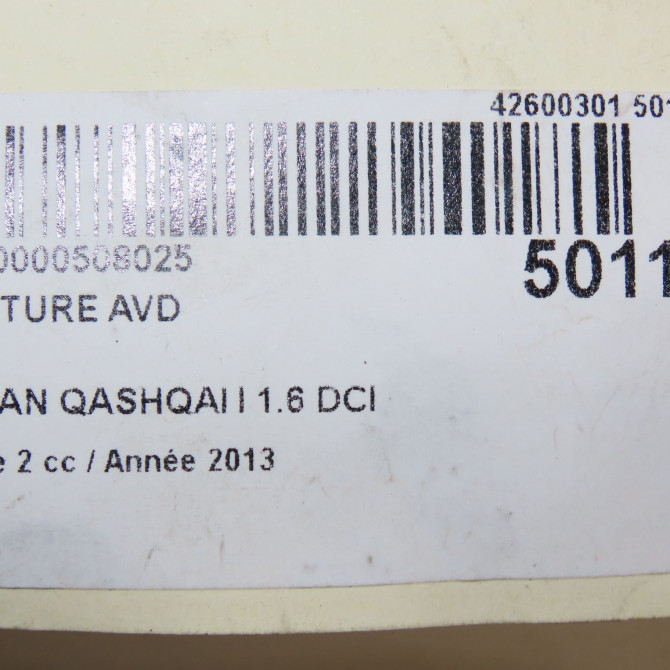 42600301 501
0000508025
5011
TURE AVD
AN QASHQAI I 1.6 DCI
e 2 cc / Année 2013